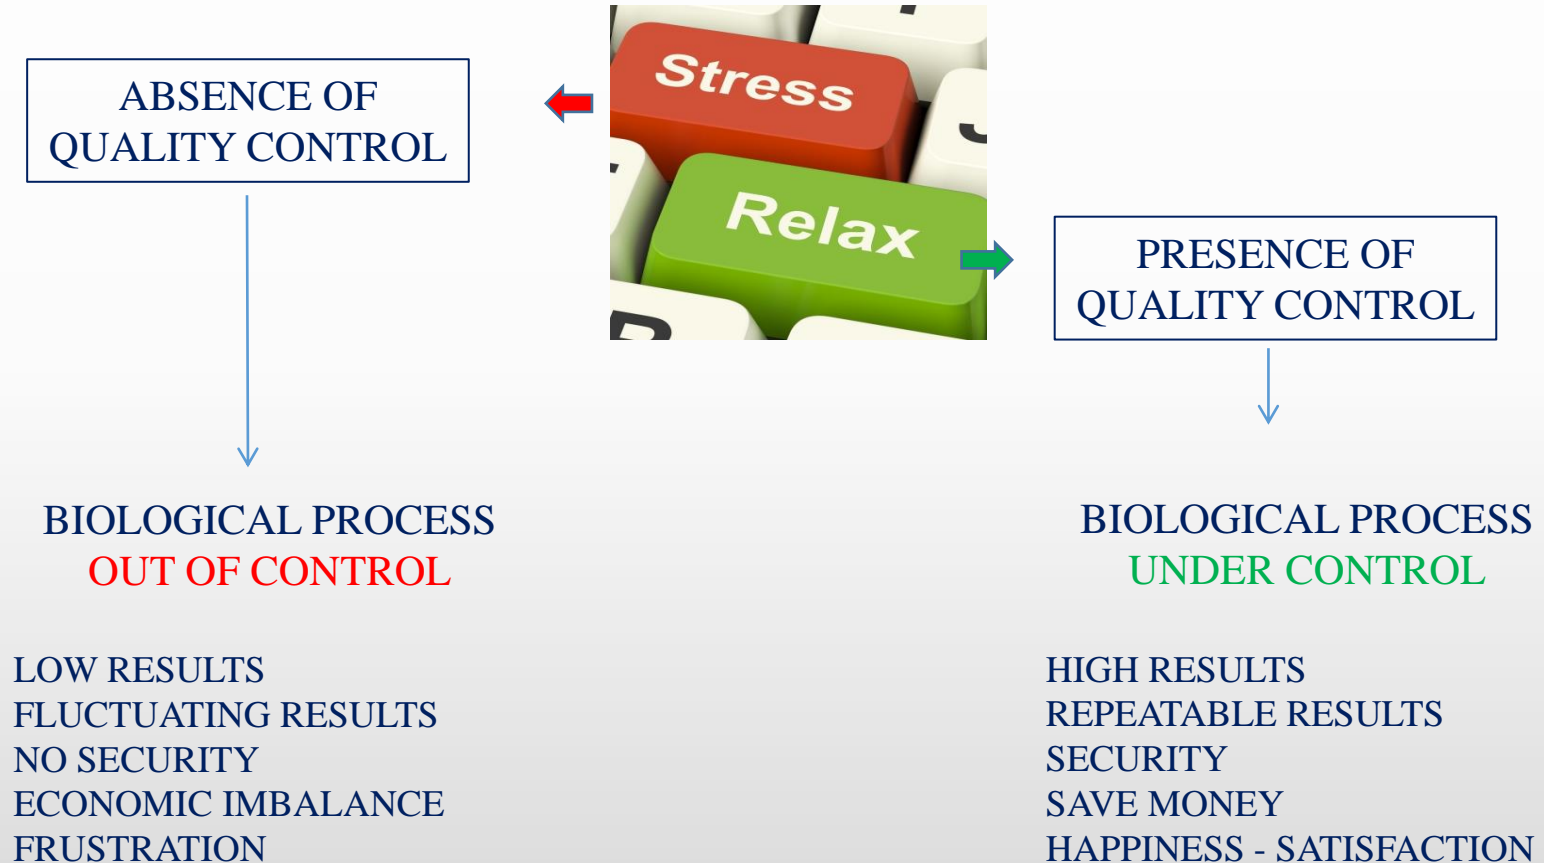 ABSENCE OF
QUALITY CONTROL
Stress
Relax
PRESENCE OF
QUALITY CONTROL
BIOLOGICAL PROCESS
OUT OF CONTROL
LOW RESULTS
FLUCTUATING RESULTS
NO SECURITY
ECONOMIC IMBALANCE
FRUSTRATION
BIOLOGICAL PROCESS
UNDER CONTROL
HIGH RESULTS
REPEATABLE RESULTS
SECURITY
SAVE MONEY
HAPPINESS - SATISFACTION